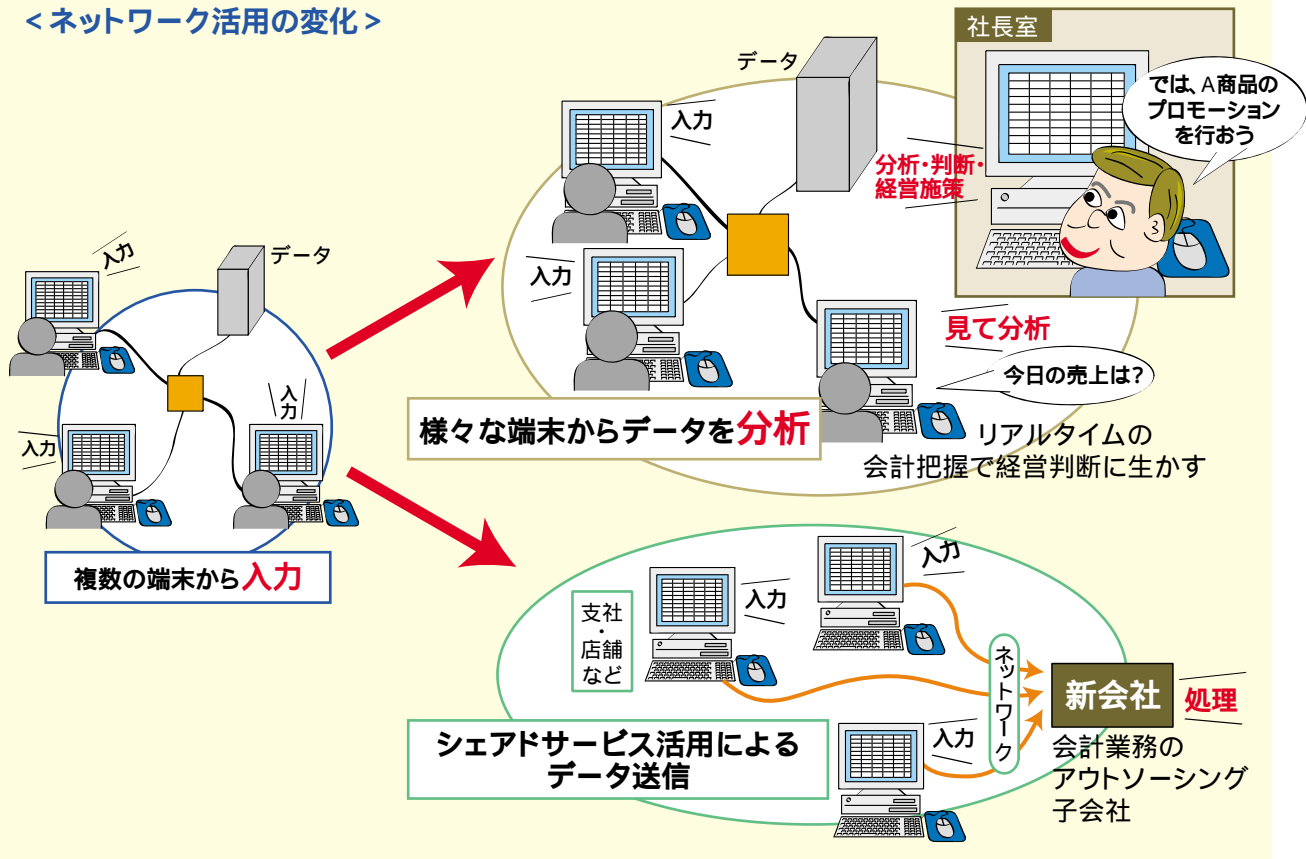 ＜ネットワーク活用の変化＞
入力
データ
入力
入力
複数の端末から入力
データ
入力
入力
分析・判断・
経営施策
社長室
では、A商品の
プロモーション
を行おう
見て分析
今日の売上は？
様々な端末からデータを分析
リアルタイムの
会計把握で経営判断に生かす
支社
・
店舗
など
入力
入力
入力
ネットワーク
新会社
処理
会計業務の
アウトソーシング
子会社
シェアドサービス活用による
データ送信